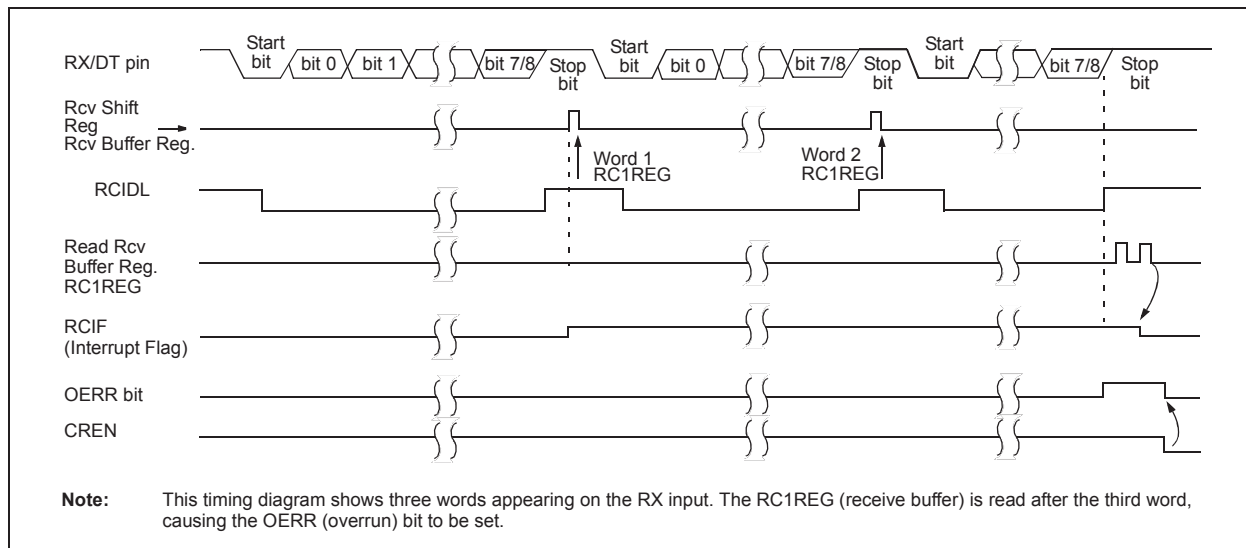 Start bit
bit 0
bit 1
bit 7/8
Stop bit
Start bit
bit 0
bit 7/8
Stop bit
Start bit
bit 7/8
Stop bit
RX/DT pin
Rcv Shift
Reg
Rcv Buffer Reg.
Word 1
RC1REG
Word 2
RC1REG
RCIDL
Read Rcv
Buffer Reg.
RC1REG
RCIF
(Interrupt Flag)
OERR bit
CREN
Note: This timing diagram shows three words appearing on the RX input. The RC1REG (receive buffer) is read after the third word,
causing the OERR (overrun) bit to be set.